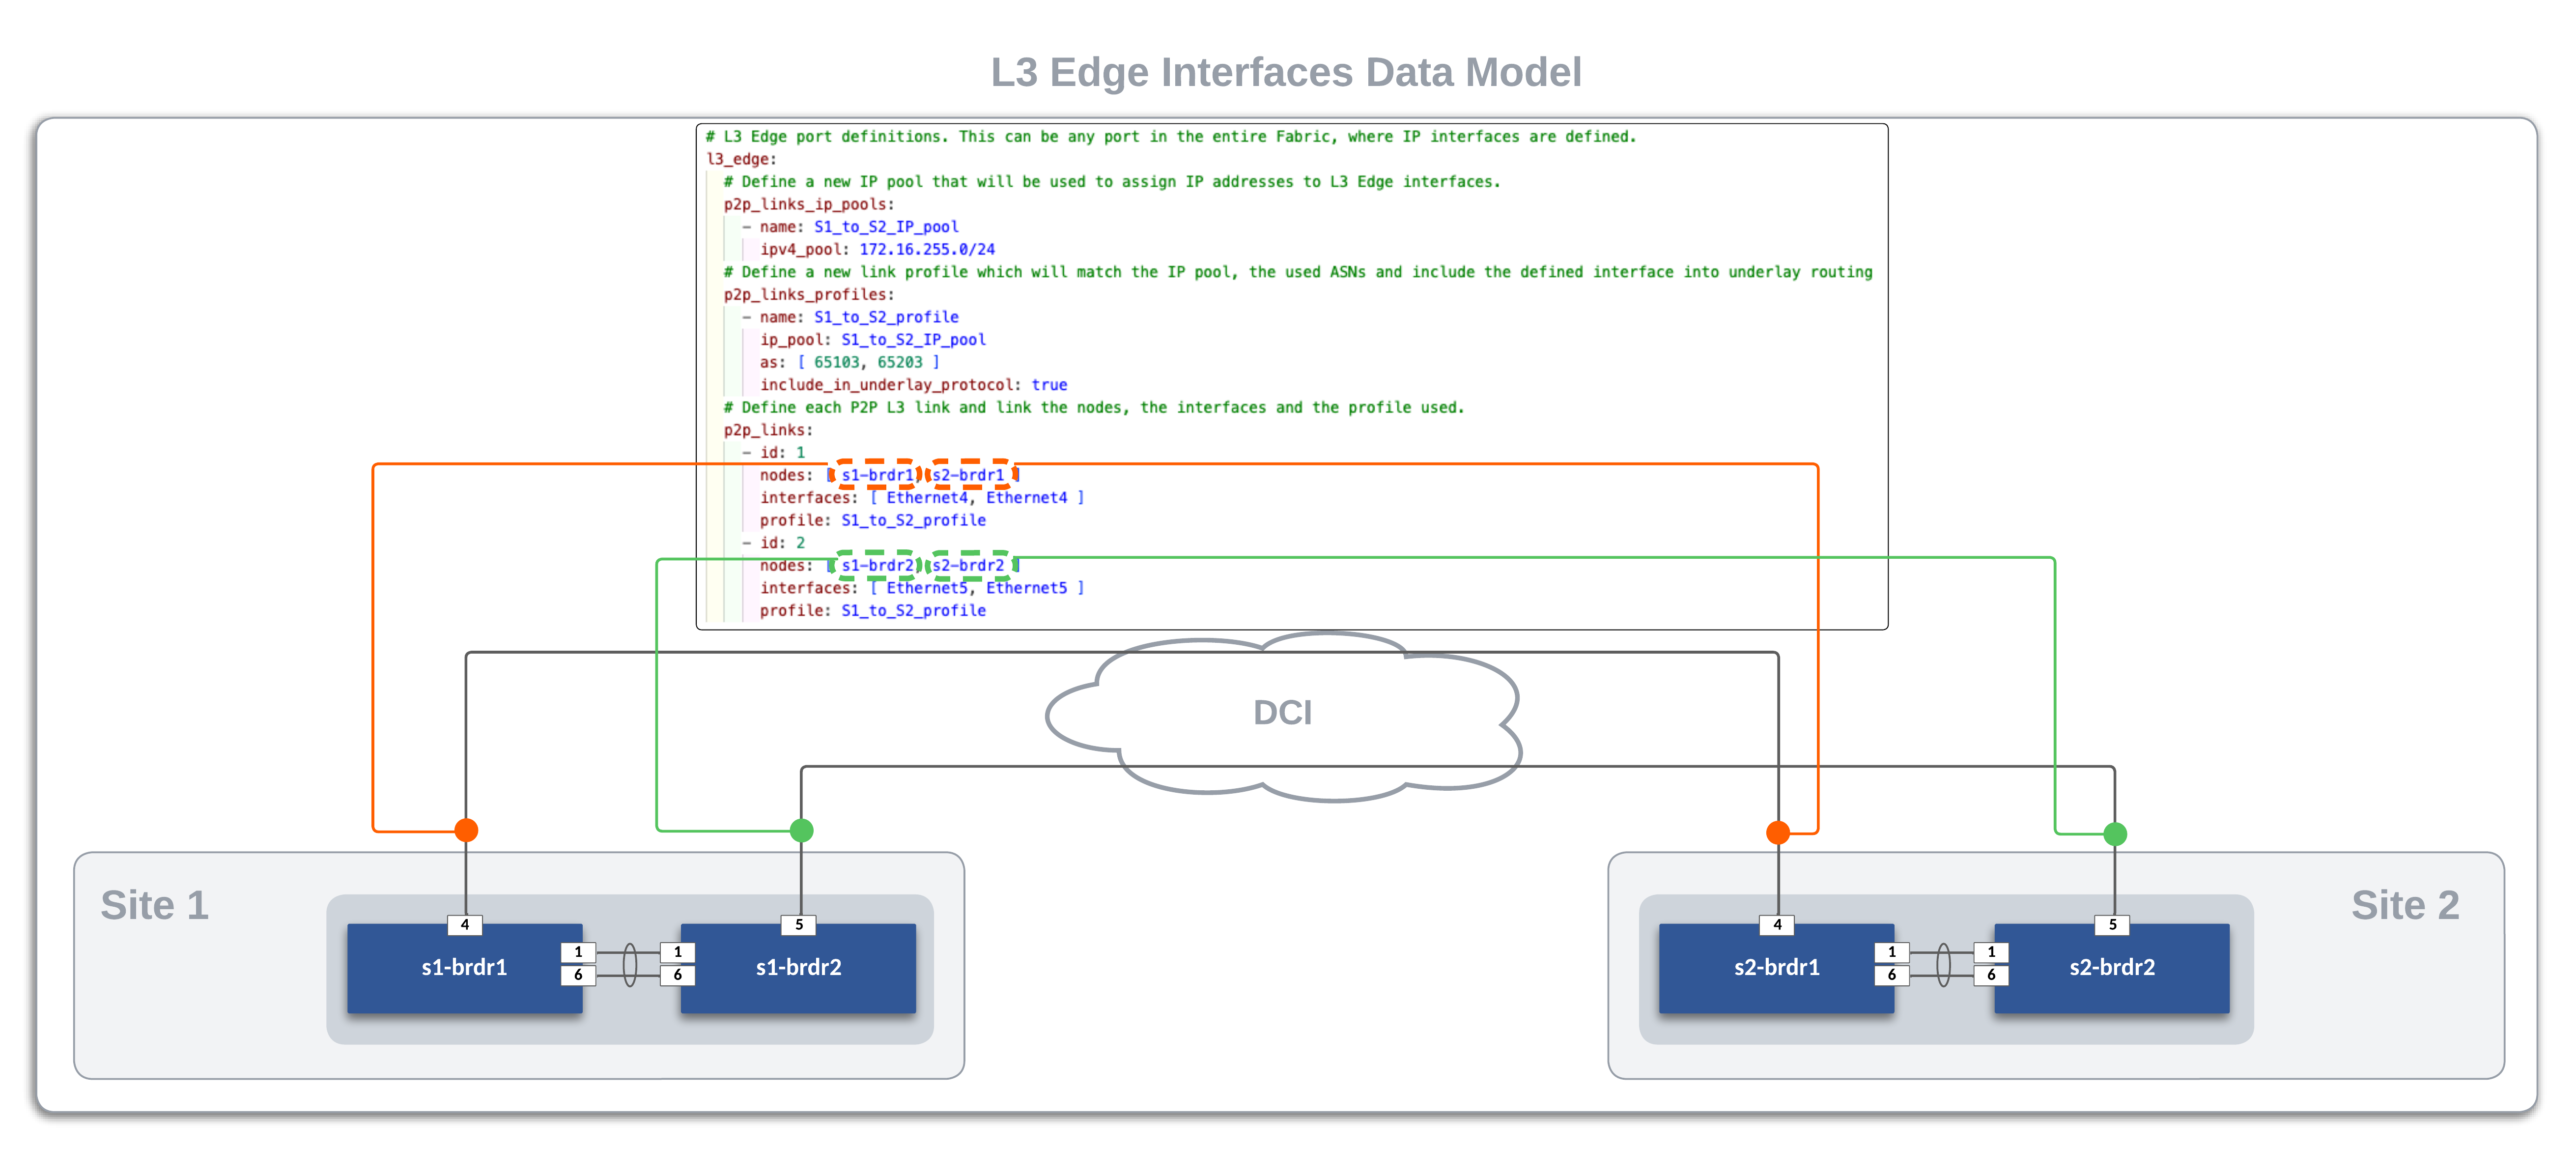 L3 Edge Interfaces Data Model
# L3 Edge port definitions. This can be any port in the entire Fabric, where IP interfaces are defined.
l3_edge:
# Define a new IP pool that will be used to assign IP addresses to L3 Edge interfaces.
p2p_links_ip_pools:
- name: S1_to_S2_IP_pool
ipv4_pool: 172.16.255.0/24
# Define a new link profile which will match the IP pool, the used ASNs and include the defined interface into underlay routing
p2p_links_profiles:
- name: S1_to_S2_profile
ip_pool: S1_to_S2_IP_pool
as: [ 65103, 65203 ]
include_in_underlay_protocol: true
# Define each P2P L3 link and link the nodes, the interfaces and the profile used.
p2p_links:
- id: 1
nodes: [ s1-brdr1, s2-brdr1 ]
interfaces: [ Ethernet4, Ethernet4 ]
profile: S1_to_S2_profile
- id: 2
nodes: [ s1-brdr2, s2-brdr2 ]
interfaces: [ Ethernet5, Ethernet5 ]
profile: S1_to_S2_profile
DCI
Site 1
4
5
s1-brdr1
1
6
1
6
s1-brdr2
Site 2
4
5
s2-brdr1
1
6
1
6
s2-brdr2